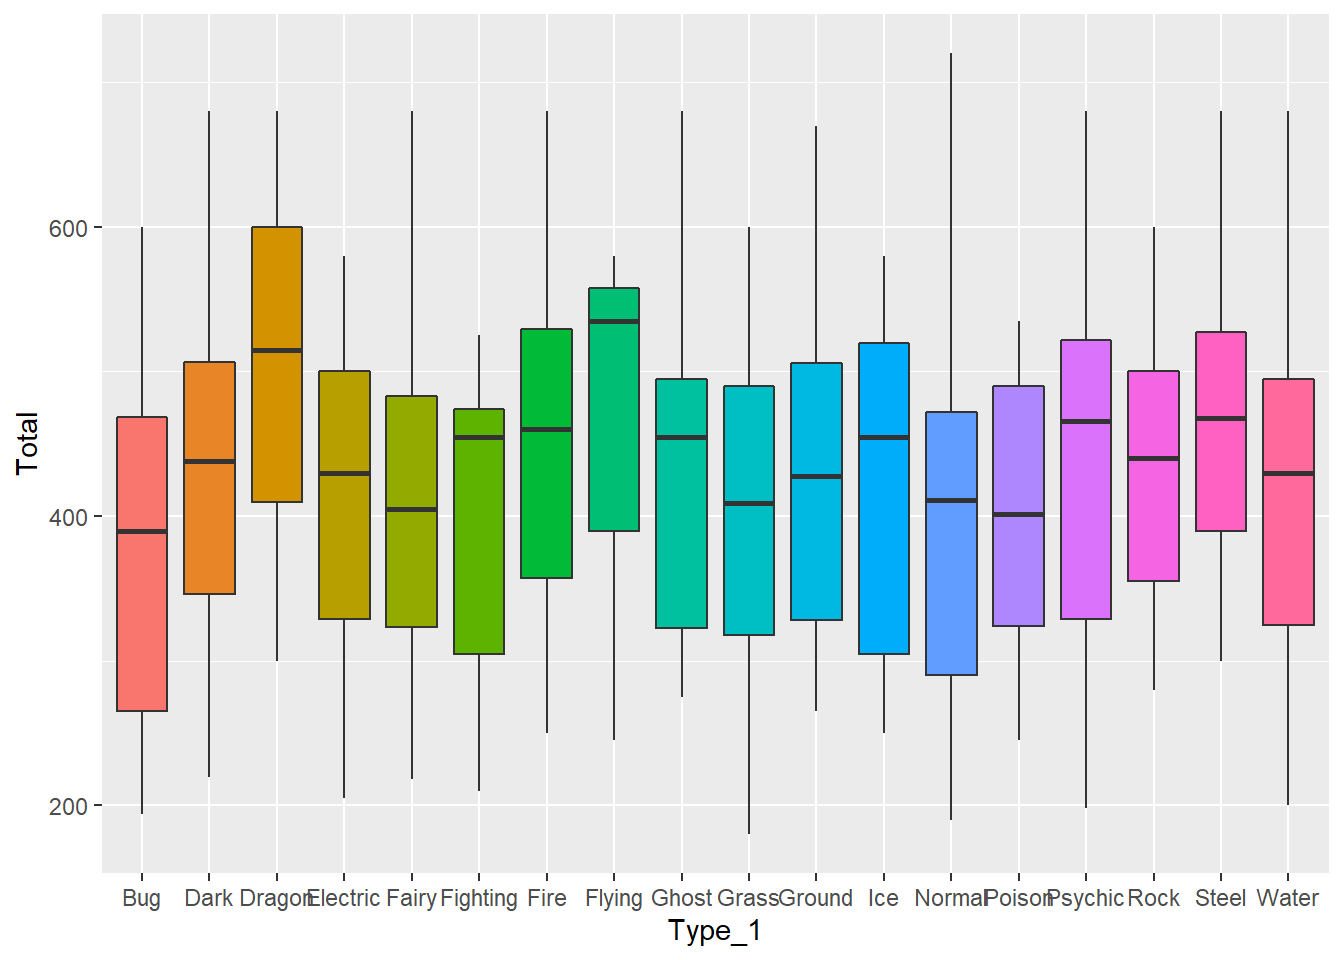 Total
600
400
200
Bug Dark Dragon Electric Fairy Fighting Fire Flying Ghost Grass Ground Ice Normal Poison Psychic Rock Steel Water
Type_1